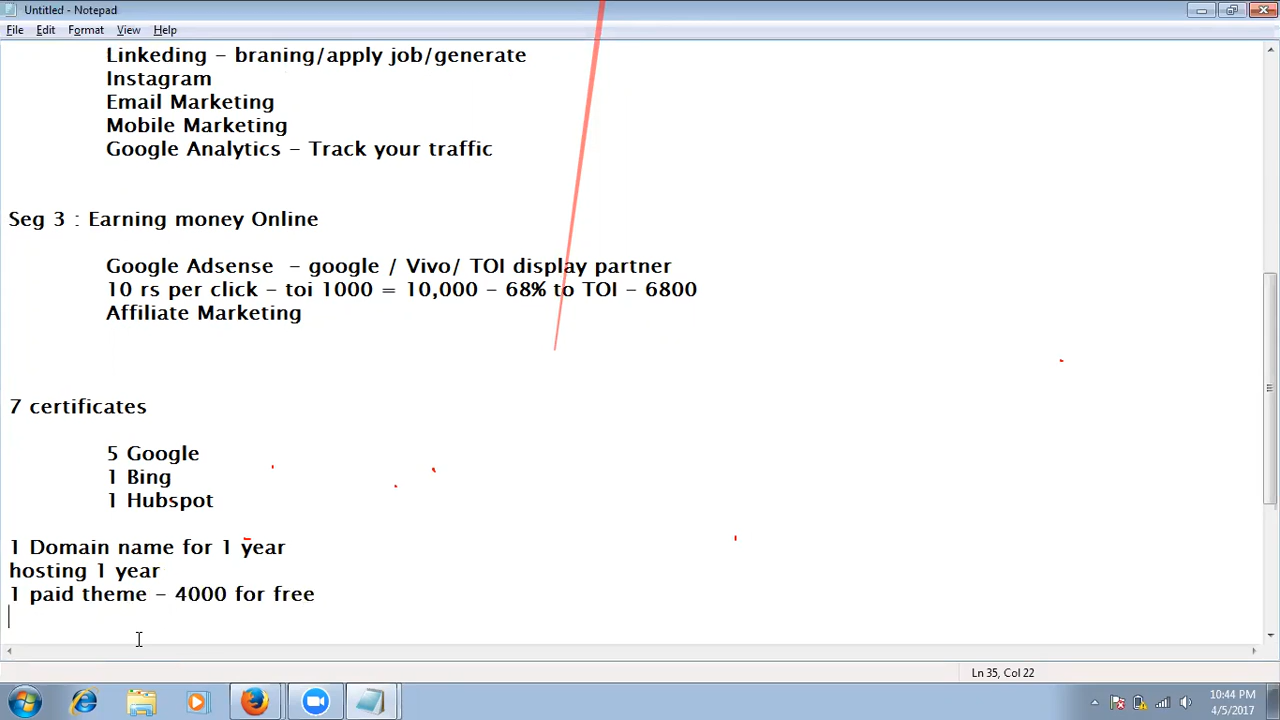 Untitled - Notepad
File Edit Format View Help
Linkeding - braning/apply job/generate
Instagram
Email Marketing
Mobile Marketing
Google Analytics - Track your traffic
Seg 3 : Earning money Online
Google Adsense - google / Vivo/ TOI display partner
10 rs per click - toi 1000 = 10,000 - 68% to TOI - 6800
Affiliate Marketing
7 certificates
5 Google
1 Bing
1 Hubspot
1 Domain name for 1 year
hosting 1 year
1 paid theme - 4000 for free
Ln 35, Col 22
10:44 PM
4/5/2017